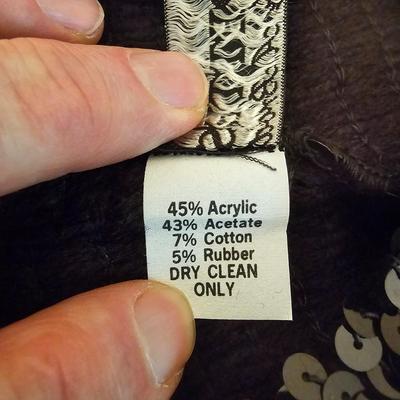 45% Acrylic
43% Acetate
7% Cotton
5% Rubber
DRY CLEAN
ONLY